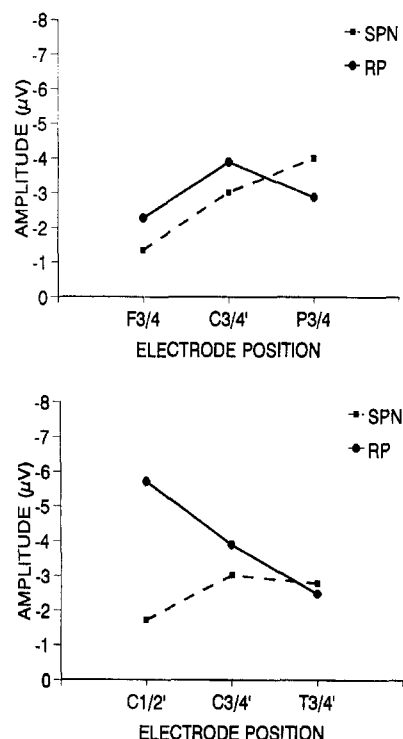 SPN
RP
-8
-7
-6
-5
-4
-3
-2
-1
0
AMPLITUDE (µV)
F3/4 C3/4' P3/4
ELECTRODE POSITION
SPN
RP
-8
-7
-6
-5
-4
-3
-2
-1
0
AMPLITUDE (µV)
C1/2' C3/4' T3/4'
ELECTRODE POSITION